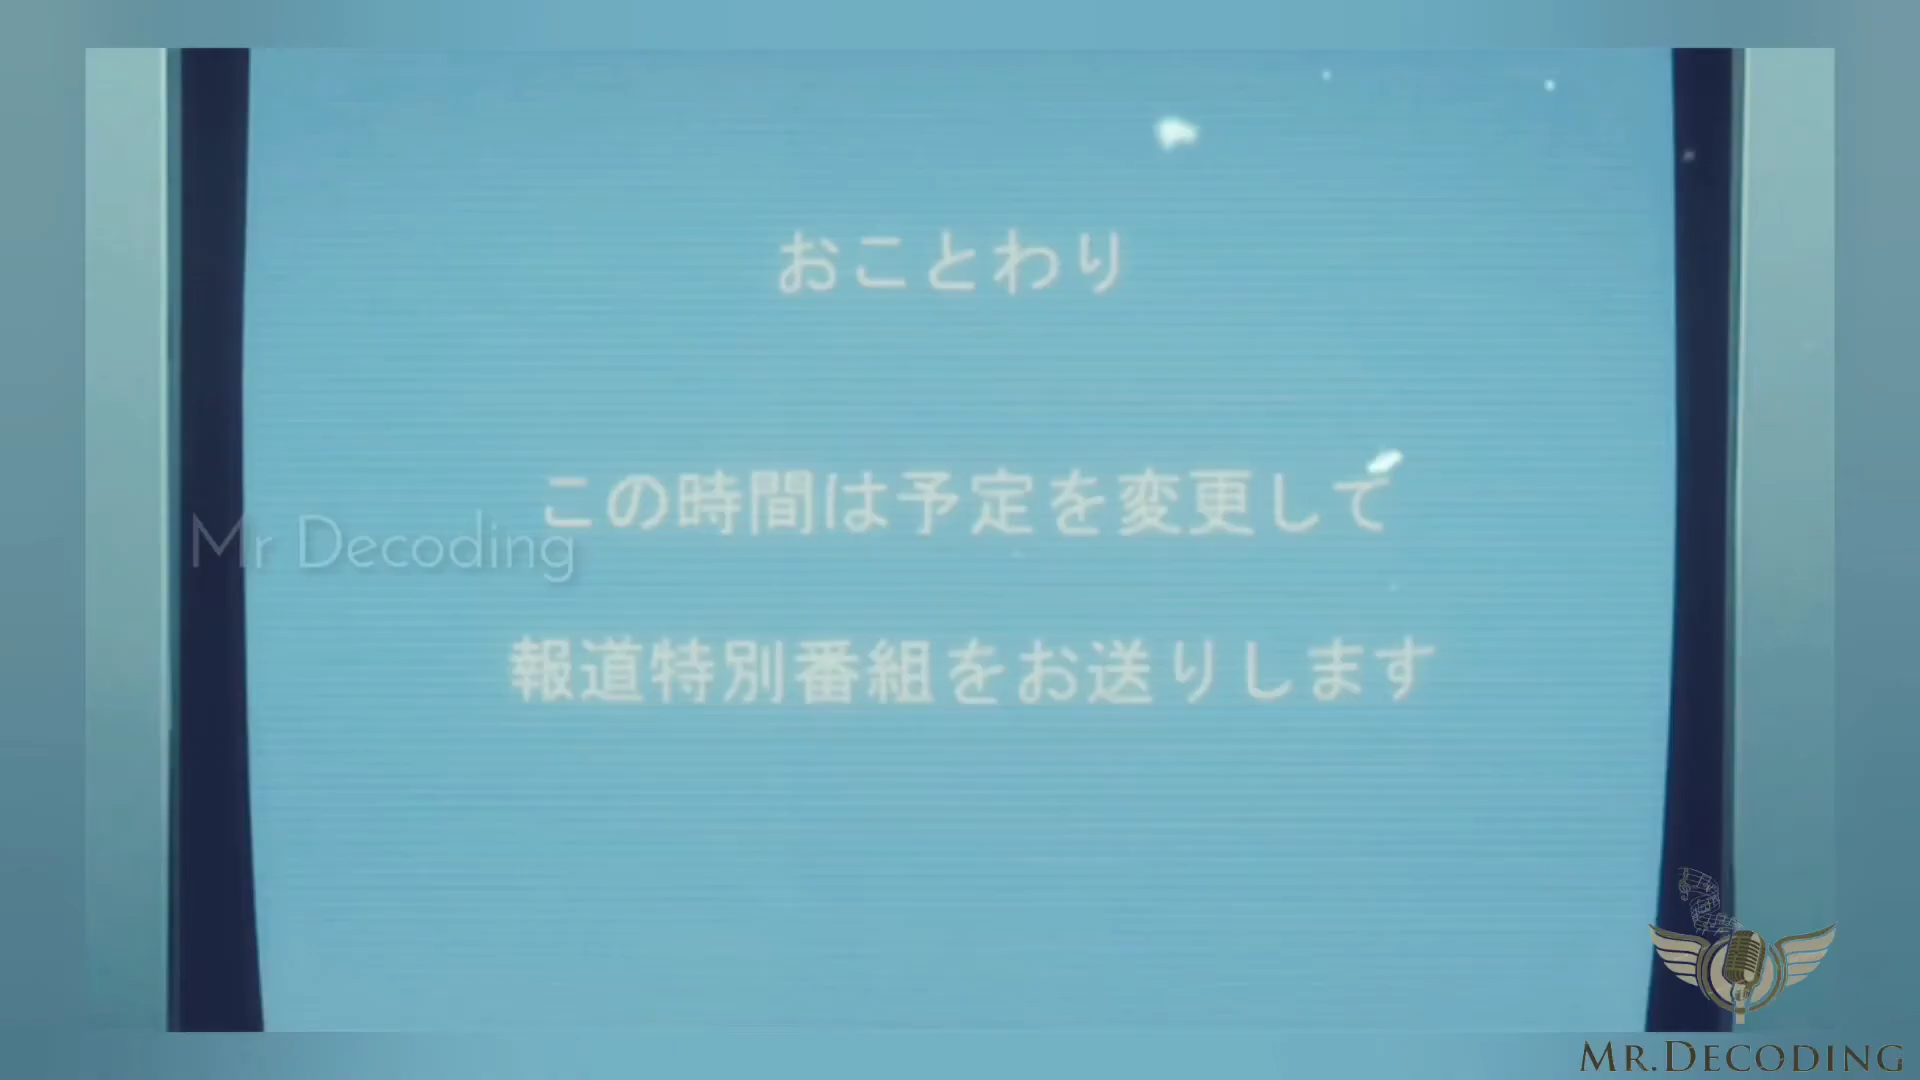 おことわり
この時間は予定を変更して
Mr Decoding
報道特別番組をお送りします
MR.DECODING